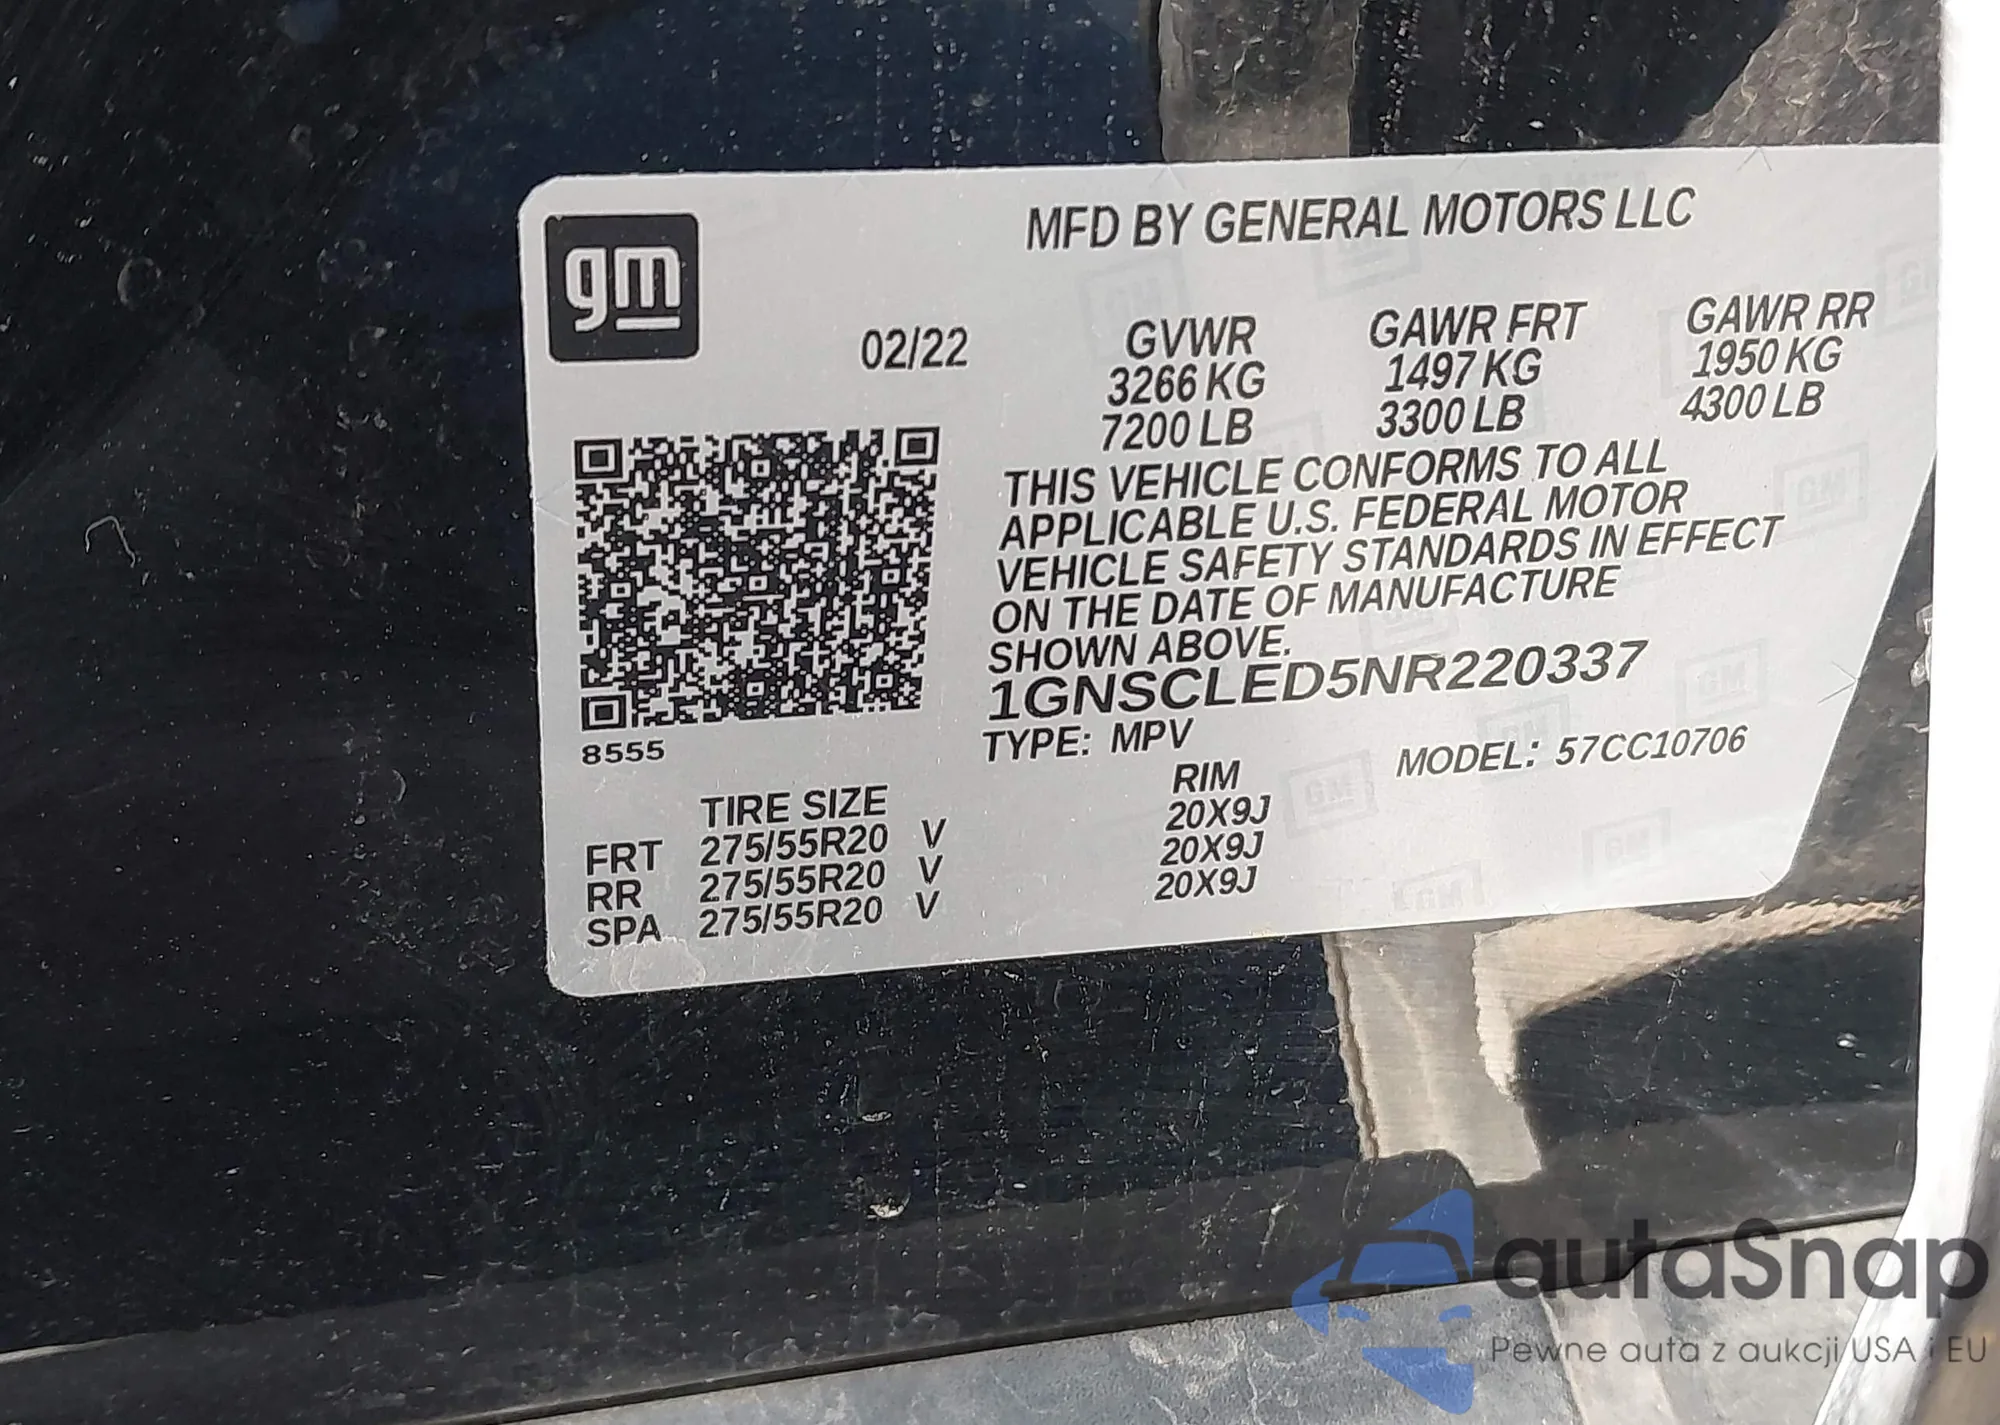 gm
MFD BY GENERAL MOTORS LLC
02/22
GVWR
3266 KG
7200 LB
GAWR FRT
1497 KG
3300 LB
GAWR RR
1950 KG
4300 LB
THIS VEHICLE CONFORMS TO ALL
APPLICABLE U.S. FEDERAL MOTOR
VEHICLE SAFETY STANDARDS IN EFFECT
ON THE DATE OF MANUFACTURE
SHOWN ABOVE.
1GNSCLED5NR220337
TYPE: MPV
MODEL: 57CC10706
8555
TIRE SIZE
RIM
FRT 275/55R20 V 20X9J
RR 275/55R20 V 20X9J
SPA 275/55R20 V 20X9J
autaSnap
Pewne auta z aukcji USA i EU